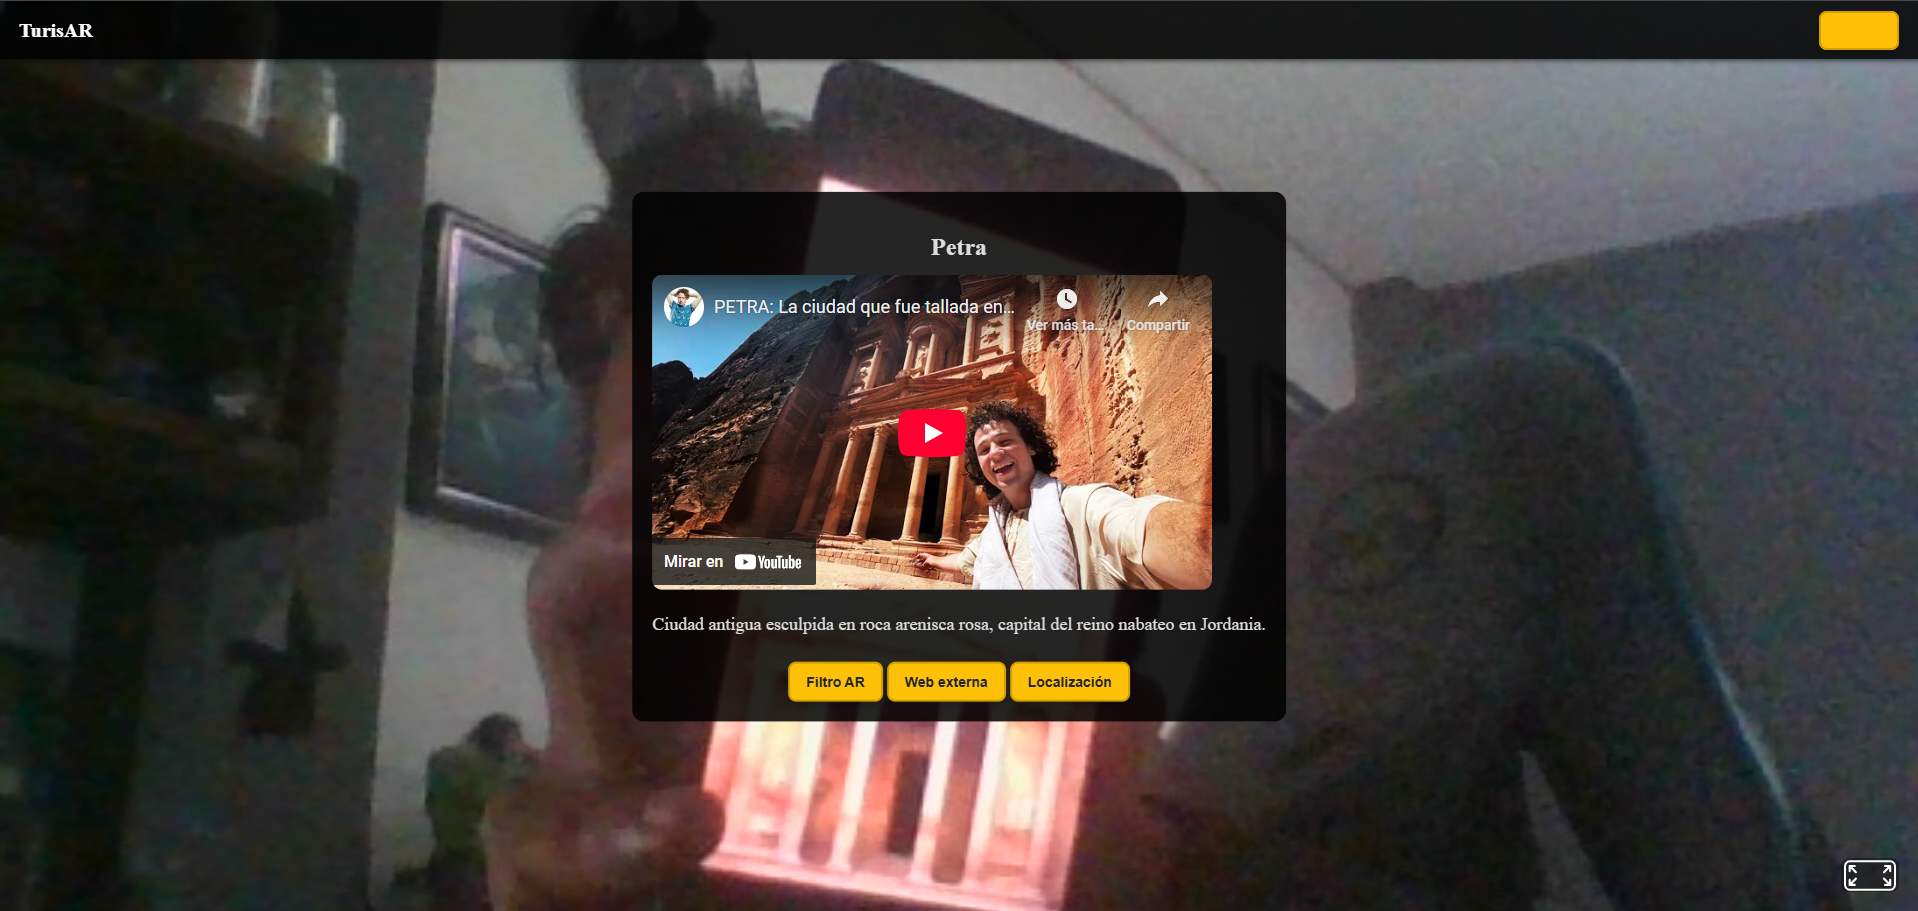 TurisAR
Petra
PETRA: La ciudad que fue tallada en...
Ver más ta...
Compartir
Mirar en YouTube
Ciudad antigua esculpida en roca arenisca rosa, capital del reino nabateo en Jordania.
Filtro AR
Web externa
Localización